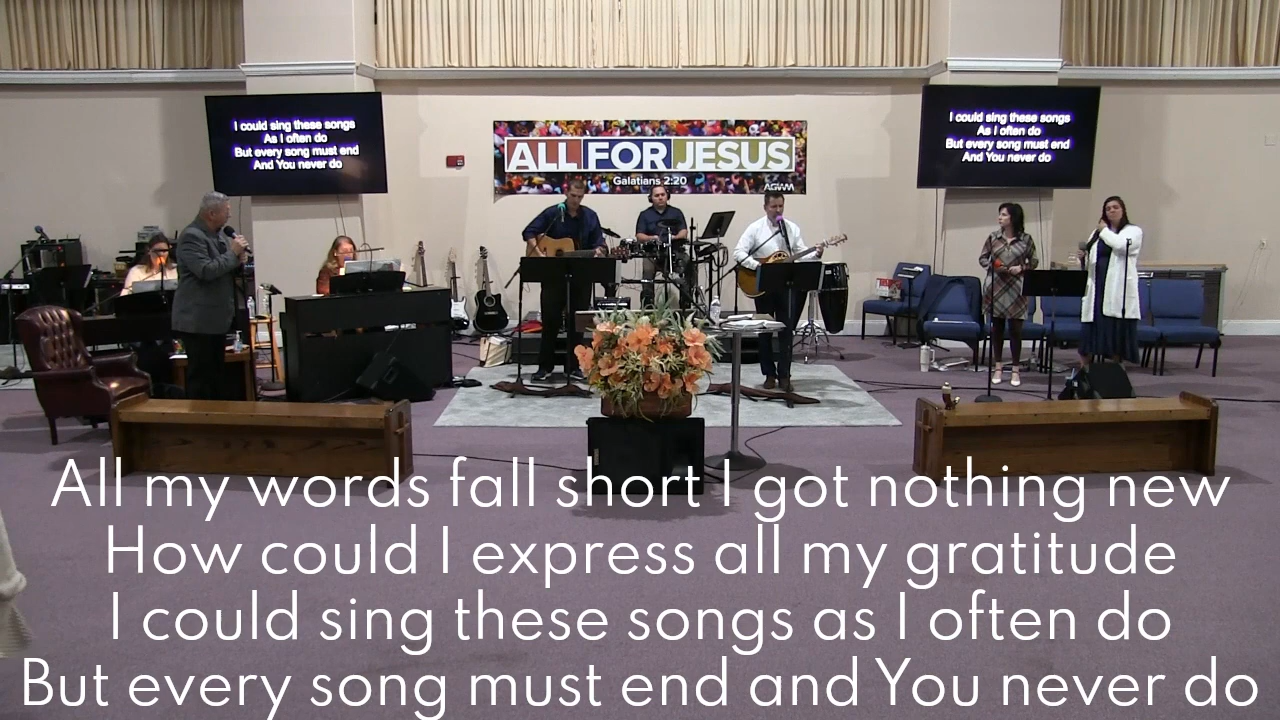 I could sing these songs
As I often do
But every song must end
And You never do
ALL FOR JESUS
Galatians 2:20
AGWM
I could sing these songs
As I often do
But every song must end
And You never do
All my words fall short I got nothing new
How could I express all my gratitude
I could sing these songs as I often do
But every song must end and You never do